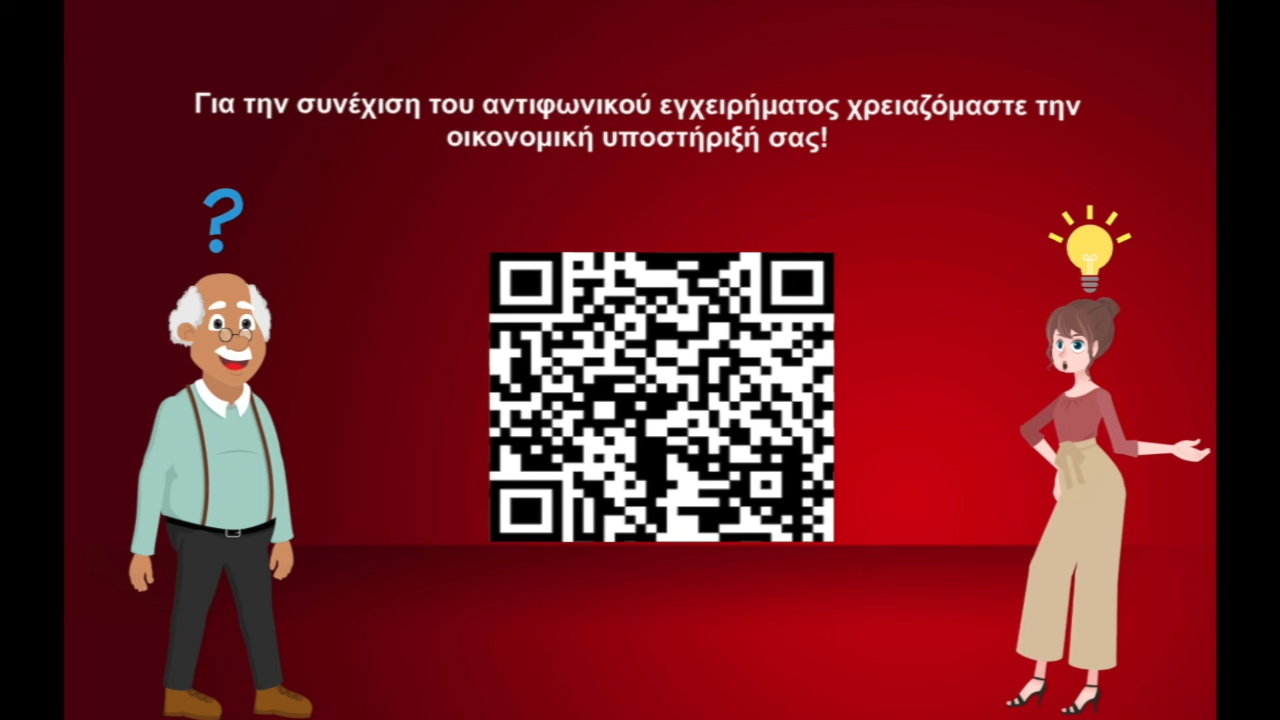 Για την συνέχιση του αντιφωνικού εγχειρήματος χρειαζόμαστε την
οικονομική υποστήριξή σας!